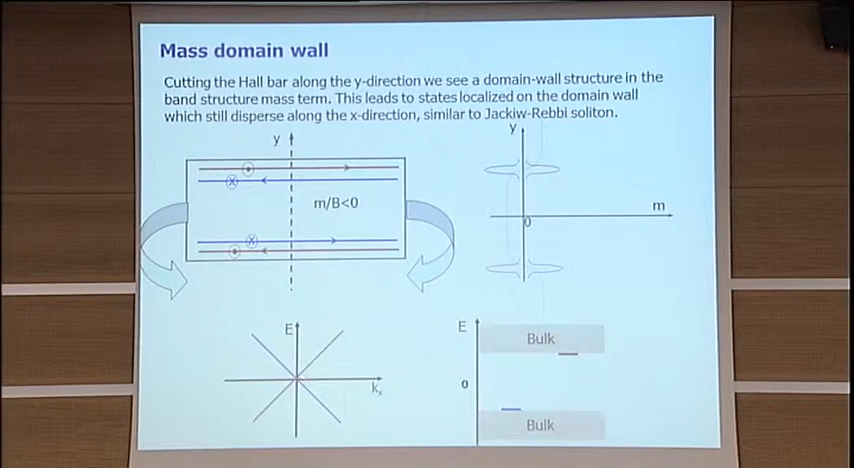 Mass domain wall
Cutting the Hall bar along the y-direction we see a domain-wall structure in the
band structure mass term. This leads to states localized on the domain wall
which still disperse along the x-direction, similar to Jackiw-Rebbi soliton.
y
y
x
m/B<0
m
0
x
E
kx
E
Bulk
0
Bulk